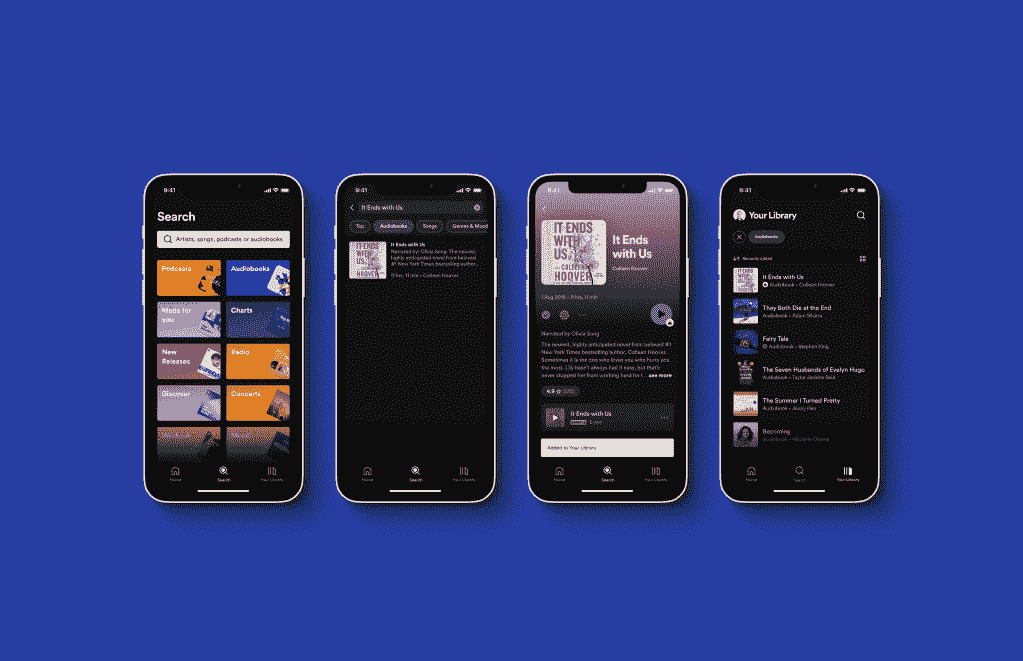 9:41
Search
Artists, songs, podcasts or audiobooks
Podcasts
Audiobooks
Made for
you
Charts
New
Releases
Radio
Discover
Concerts
Home
Search
Your Library
9:41
It Ends with Us
Top
Audiobooks
Songs
Genres & Mood
IT ENDS
WITH
US
COLLEEN
HOOVER
It Ends with Us
Narrated by: Olivia Song. The newest,
highly anticipated novel from beloved
#1 New York Times bestselling author...
11 hrs, 11 min • Colleen Hoover
Home
Search
Your Library
9:41
IT ENDS
WITH
US
COLLEEN
HOOVER
It Ends
with Us
Colleen Hoover
1 Aug 2016 • 11 hrs, 11 min
Narrated by Olivia Song
The newest, highly anticipated novel from beloved #1
New York Times bestselling author, Colleen Hoover.
Sometimes it is the one who loves you who hurts you
the most. Lily hasn't always had it easy, but that's
never stopped her from working hard for t... see more
4.9
It Ends with Us
5 min
Added to Your Library
Home
Search
Your Library
9:41
Your Library
Audiobooks
Recently added
It Ends with Us
Audiobook • Colleen Hoover
They Both Die at the End
Audiobook • Adam Silvera
Fairy Tale
Audiobook • Stephen King
The Seven Husbands of Evelyn Hugo
Audiobook • Taylor Jenkins Reid
The Summer I Turned Pretty
Audiobook • Jenny Han
Becoming
Audiobook • Michelle Obama
Home
Search
Your Library